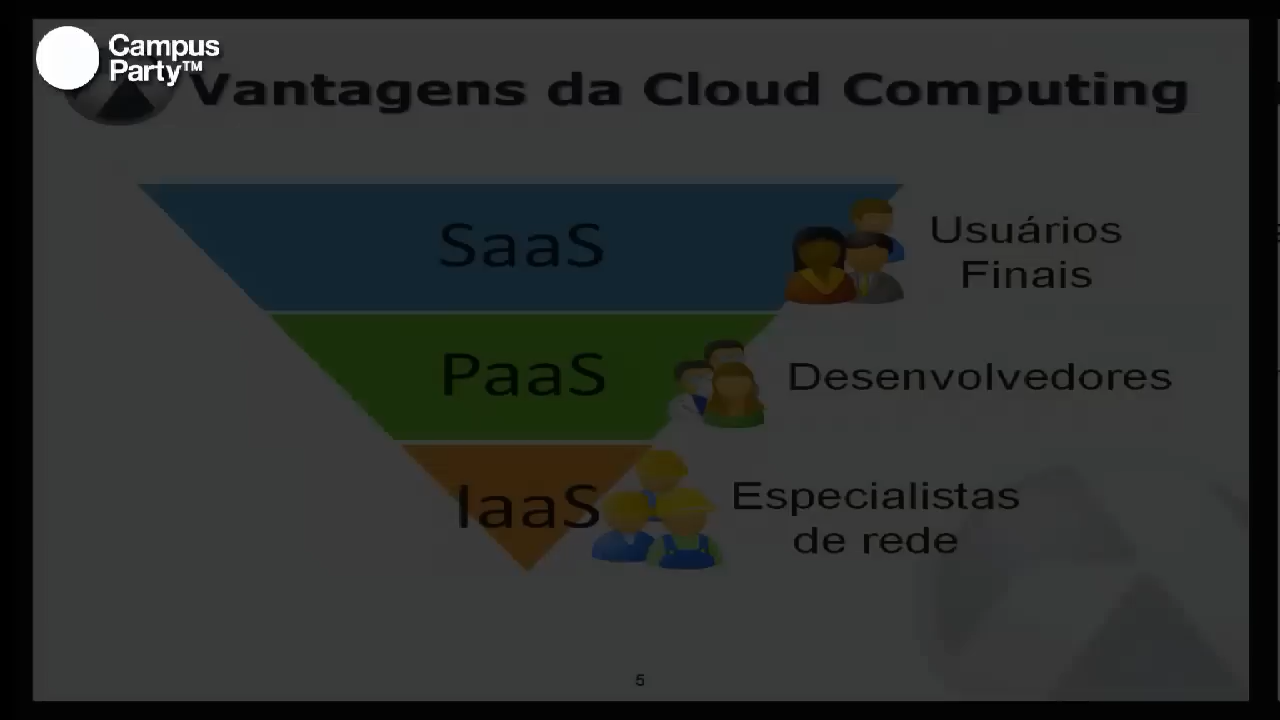 Campus
Party™
Vantagens da Cloud Computing
SaaS
Usuários
Finais
PaaS
Desenvolvedores
IaaS
Especialistas
de rede
5